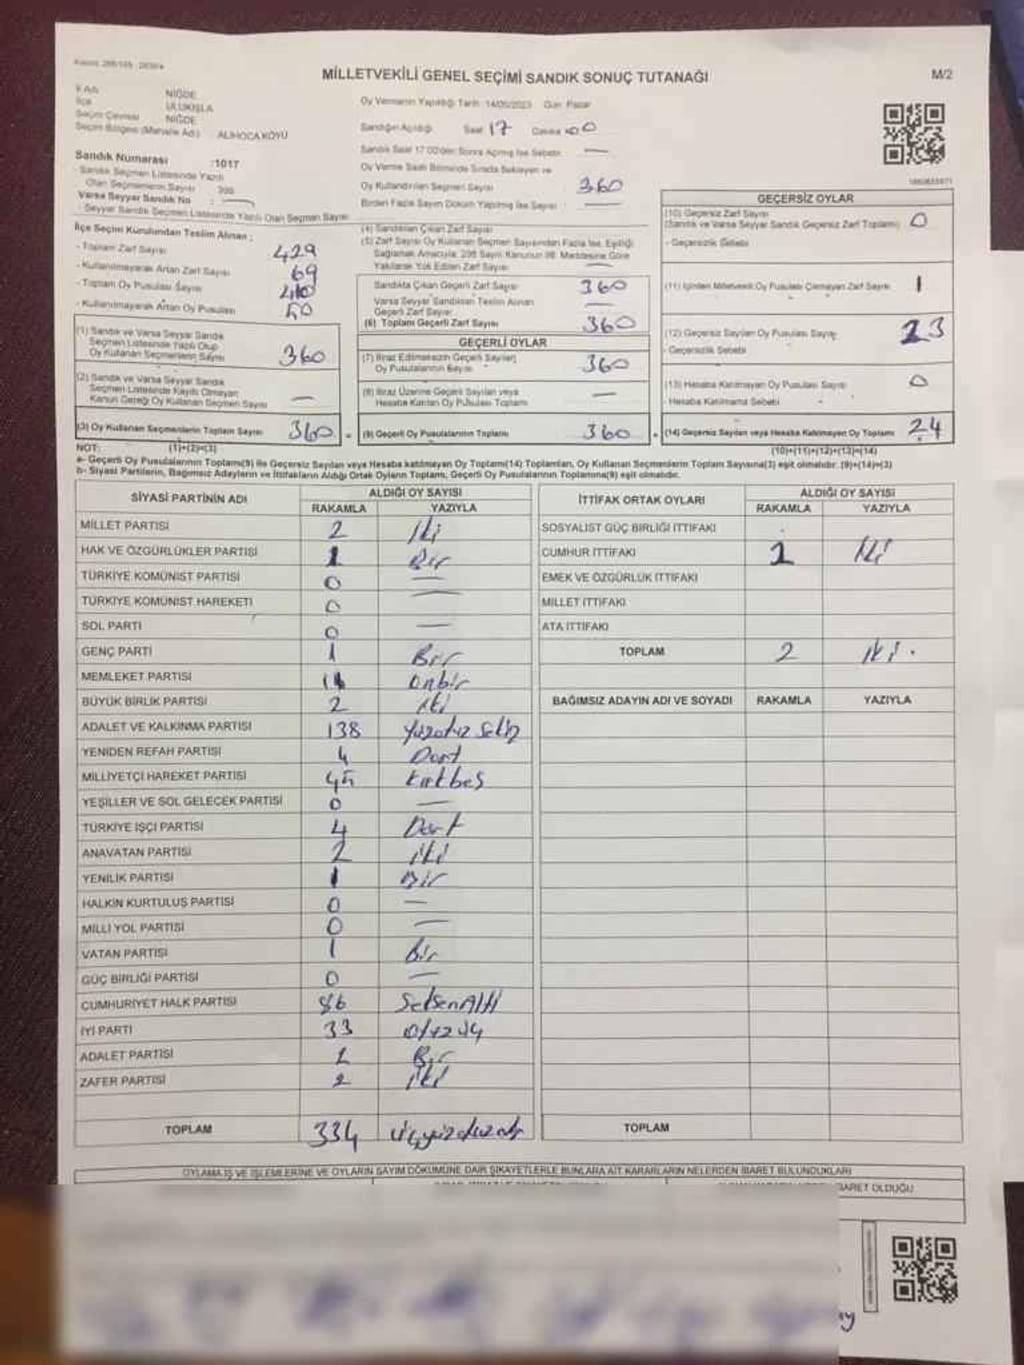 MİLLETVEKİLİ GENEL SEÇİMİ SANDIK SONUÇ TUTANAĞI
M/2
İl Adı NİĞDE
İlçe ULUKIŞLA
Seçim Çevresi NİĞDE
Seçim Bölgesi (Mahalle Adı) : ALİHOCA KÖYÜ
Sandık Numarası :1017
- Sandık Seçmen Listesinde Yazılı
Olan Seçmenlerin Sayısı
Varsa Seyyar Sandık No : —
- Seyyar Sandık Seçmen Listesinde Yazılı Olan Seçmen Sayısı
Oy Vermenin Yapıldığı Tarih :14/05/2023 Gün: Pazar
Sandığın Açıldığı Saat 17 Dakika 00
Sandık Saat 17.00'den Sonra Açılmış İse Sebebi —
Oy Verme Saati Bitiminde Sırada Bekleyen ve
Oy Kullandırılan Seçmen Sayısı 360
Birden Fazla Sayım Döküm Yapılmış İse Sayısı —
İlçe Seçim Kurulundan Teslim Alınan :
- Toplam Zarf Sayısı 429
- Kullanılmayarak Artan Zarf Sayısı 69
- Toplam Oy Pusulası Sayısı
- Kullanılmayarak Artan Oy Pusulası
(1) Sandık ve Varsa Seyyar Sandık
Seçmen Listesinde Yazılı Olup
Oy Kullanan Seçmenlerin Sayısı 360
(2) Sandık ve Varsa Seyyar Sandık
Seçmen Listesinde Kayıtlı Olmayan
Kanun Gereği Oy Kullanan Seçmen Sayısı —
(3) Oy Kullanan Seçmenlerin Toplam Sayısı 360
(1)+(2)=(3)
(4) Sandıktan Çıkan Zarf Sayısı
(5) Zarf Sayısı Oy Kullanan Seçmen Sayısından Fazla İse, Eşitliği
Sağlamak Amacıyla; 298 Sayılı Kanunun 98. Maddesine Göre
Yakılarak Yok Edilen Zarf Sayısı —
Sandıkta Çıkan Geçerli Zarf Sayısı 360
Varsa Seyyar Sandıktan Teslim Alınan
Geçerli Zarf Sayısı —
(6) Toplam Geçerli Zarf Sayısı 360
GEÇERLİ OYLAR
(7) İtiraz Edilmeksizin Geçerli Sayılan
Oy Pusulalarının Sayısı 360
(8) İtiraz Üzerine Geçerli Sayılan veya
Hesaba Katılan Oy Pusulası Toplamı —
(9) Geçerli Oy Pusulalarının Toplamı 360
GEÇERSİZ OYLAR
(10) Geçersiz Zarf Sayısı
(Sandık ve Varsa Seyyar Sandık Geçersiz Zarf Toplamı) 0
- Geçersizlik Sebebi
(11) İçinden Milletvekili Oy Pusulası Çıkmayan Zarf Sayısı 1
(12) Geçersiz Sayılan Oy Pusulası Sayısı 23
- Geçersizlik Sebebi
(13) Hesaba Katılmayan Oy Pusulası Sayısı 0
- Hesaba Katılmama Sebebi
(14) Geçersiz Sayılan veya Hesaba Katılmayan Oy Toplamı 24
(10)+(11)+(12)+(13)=(14)
NOT:
a- Geçerli Oy Pusulalarının Toplamı(9) ile Geçersiz Sayılan veya Hesaba katılmayan Oy Toplamı(14) Toplamları, Oy Kullanan Seçmenlerin Toplam Sayısına(3) eşit olmalıdır. (9)+(14)=(3)
b- Siyasi Partilerin, Bağımsız Adayların ve İttifakların Aldığı Ortak Oyların Toplamı, Geçerli Oy Pusulalarının Toplamına(9) eşit olmalıdır.
SİYASİ PARTİNİN ADI ALDIĞI OY SAYISI
RAKAMLA YAZIYLA
MİLLET PARTİSİ 2 İki
HAK VE ÖZGÜRLÜKLER PARTİSİ 1 Bir
TÜRKİYE KOMÜNİST PARTİSİ 0 —
TÜRKİYE KOMÜNİST HAREKETİ 0 —
SOL PARTİ 0 —
GENÇ PARTİ 1 Bir
MEMLEKET PARTİSİ 11 Onbir
BÜYÜK BİRLİK PARTİSİ 2 İki
ADALET VE KALKINMA PARTİSİ 138 Yüzotuz Sekiz
YENİDEN REFAH PARTİSİ 4 Dört
MİLLİYETÇİ HAREKET PARTİSİ 45 Kırkbeş
YEŞİLLER VE SOL GELECEK PARTİSİ 0 —
TÜRKİYE İŞÇİ PARTİSİ 4 Dört
ANAVATAN PARTİSİ 2 iki
YENİLİK PARTİSİ 1 Bir
HALKIN KURTULUŞ PARTİSİ 0 —
MİLLİ YOL PARTİSİ 0 —
VATAN PARTİSİ 1 Bir
GÜÇ BİRLİĞİ PARTİSİ 0 —
CUMHURİYET HALK PARTİSİ 86 SeksenAltı
İYİ PARTİ 33
ADALET PARTİSİ 1 Bir
ZAFER PARTİSİ 2 iki
TOPLAM 334
İTTİFAK ORTAK OYLARI ALDIĞI OY SAYISI
RAKAMLA YAZIYLA
SOSYALİST GÜÇ BİRLİĞİ İTTİFAKI
CUMHUR İTTİFAKI İki
EMEK VE ÖZGÜRLÜK İTTİFAKI
MİLLET İTTİFAKI
ATA İTTİFAKI
TOPLAM 2 iki.
BAĞIMSIZ ADAYIN ADI VE SOYADI RAKAMLA YAZIYLA
TOPLAM
OYLAMA İŞ VE İŞLEMLERİNE VE OYLARIN SAYIM DÖKÜMÜNE DAİR ŞİKAYETLERLE BUNLARA AİT KARARLARIN NELERDEN İBARET BULUNDUKLARI